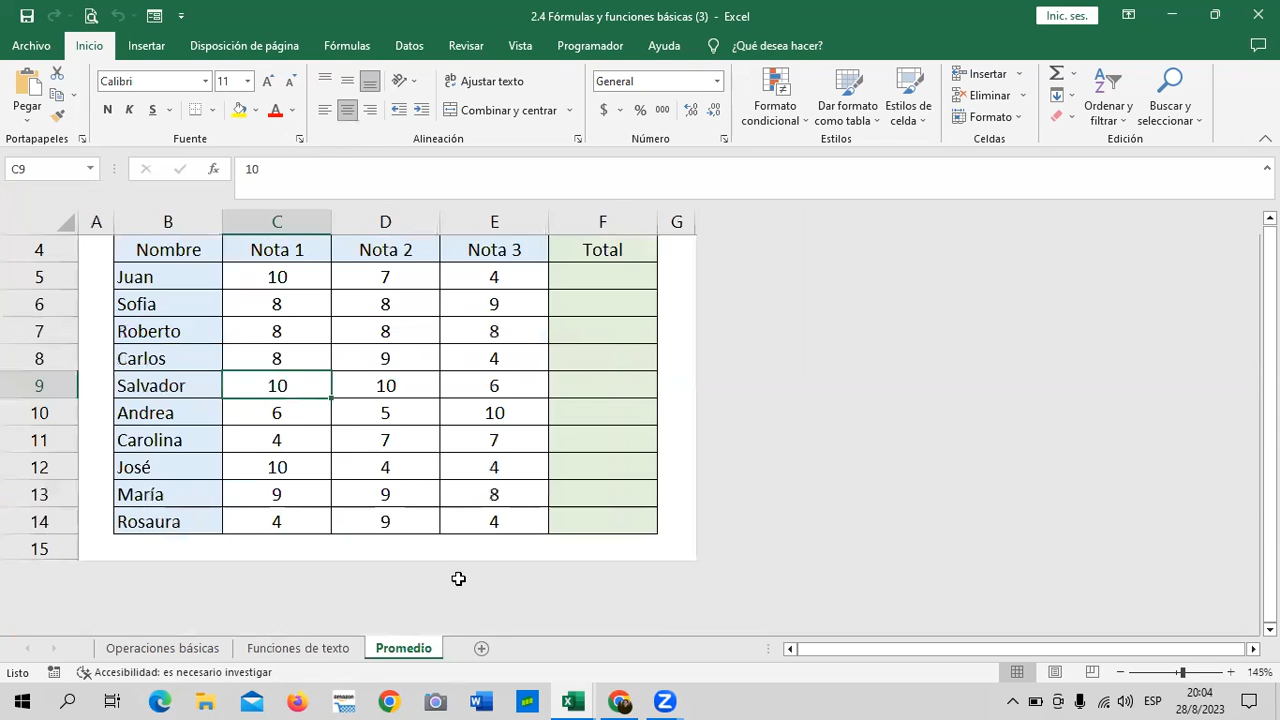 2.4 Fórmulas y funciones básicas (3) - Excel
Inic. ses.
Archivo Inicio Insertar Disposición de página Fórmulas Datos Revisar Vista Programador Ayuda ¿Qué desea hacer?
Pegar
Calibri 11
N K S
Ajustar texto
Combinar y centrar
General
$ % 000
Formato condicional
Dar formato como tabla
Estilos de celda
Insertar
Eliminar
Formato
Ordenar y filtrar
Buscar y seleccionar
Portapapeles Fuente Alineación Número Estilos Celdas Edición
C9 fx 10
A B C D E F G
4 Nombre Nota 1 Nota 2 Nota 3 Total
5 Juan 10 7 4
6 Sofia 8 8 9
7 Roberto 8 8 8
8 Carlos 8 9 4
9 Salvador 10 10 6
10 Andrea 6 5 10
11 Carolina 4 7 7
12 José 10 4 4
13 María 9 9 8
14 Rosaura 4 9 4
15
Operaciones básicas Funciones de texto Promedio
Listo Accesibilidad: es necesario investigar 145%
ESP 20:04
28/8/2023